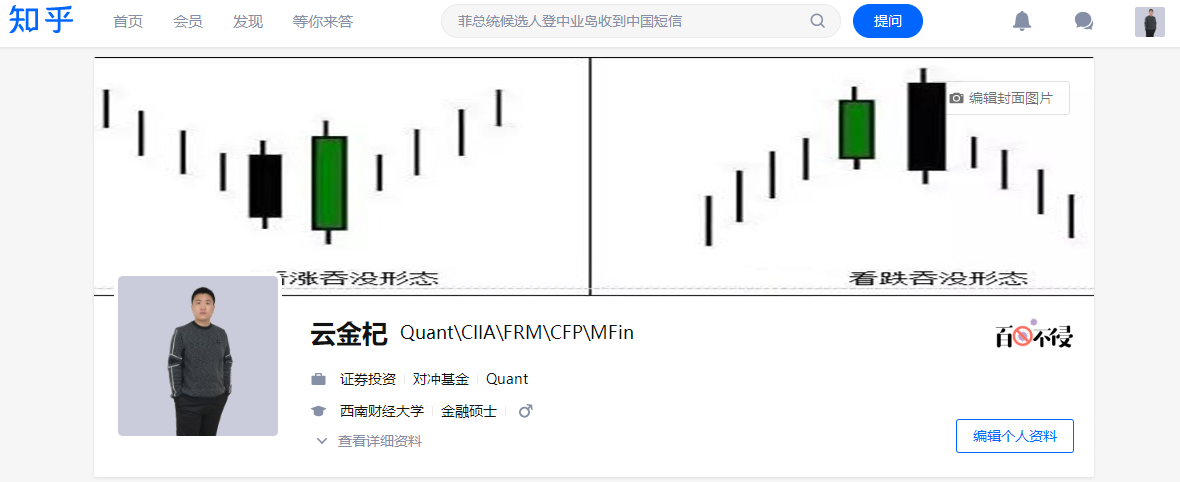 知乎 首页 会员 发现 等你来答 菲总统候选人登中业岛收到中国短信 提问
编辑封面图片
看涨吞没形态 看跌吞没形态
云金杞 Quant\CIIA\FRM\CFP\MFin
百不侵
证券投资 对冲基金 Quant
西南财经大学 金融硕士
查看详细资料
编辑个人资料